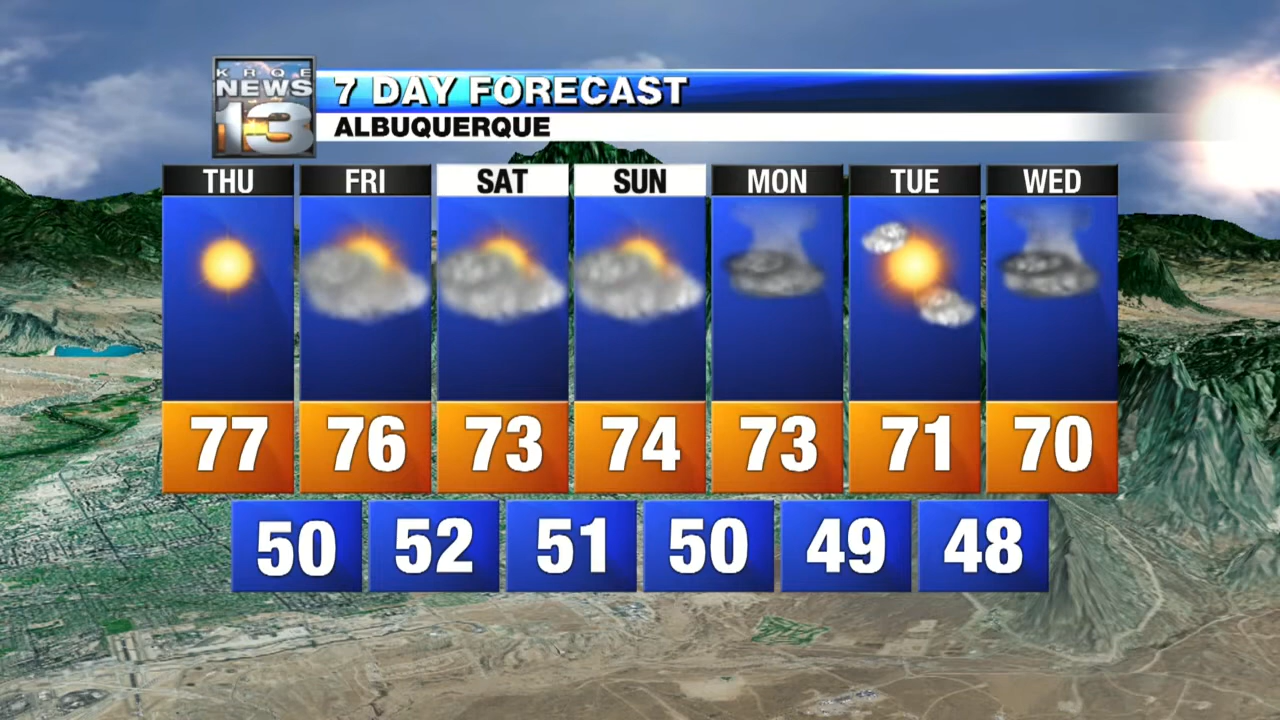 KRQE
NEWS
13
7 DAY FORECAST
ALBUQUERQUE
THU FRI SAT SUN MON TUE WED
77 76 73 74 73 71 70
50 52 51 50 49 48